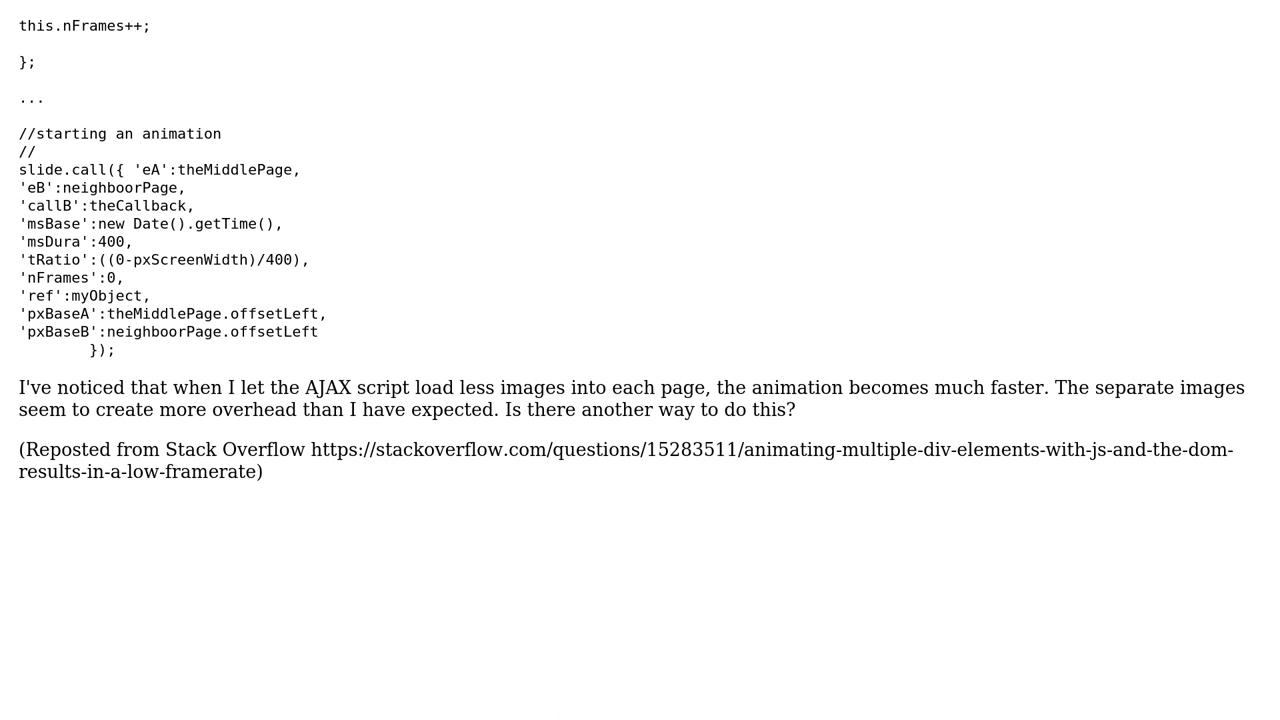 this.nFrames++;
};
...
//starting an animation
//
slide.call({ 'eA':theMiddlePage,
'eB':neighboorPage,
'callB':theCallback,
'msBase':new Date().getTime(),
'msDura':400,
'tRatio':((0-pxScreenWidth)/400),
'nFrames':0,
'ref':myObject,
'pxBaseA':theMiddlePage.offsetLeft,
'pxBaseB':neighboorPage.offsetLeft
});
I've noticed that when I let the AJAX script load less images into each page, the animation becomes much faster. The separate images
seem to create more overhead than I have expected. Is there another way to do this?
(Reposted from Stack Overflow https://stackoverflow.com/questions/15283511/animating-multiple-div-elements-with-js-and-the-dom-
results-in-a-low-framerate)